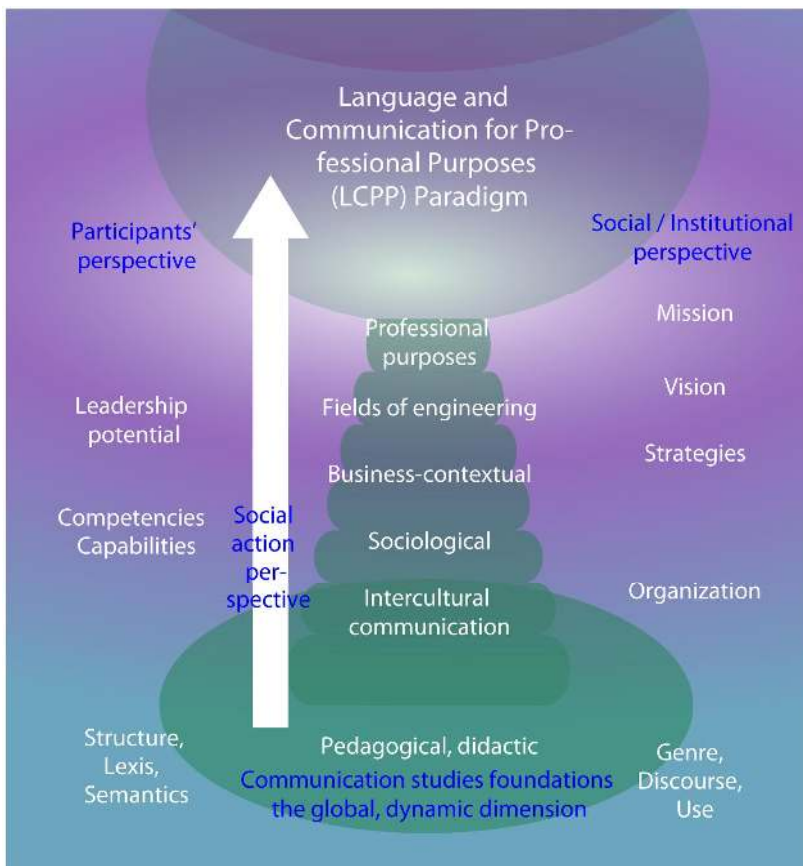 Language and
Communication for Pro-
fessional Purposes
(LCPP) Paradigm
Participants'
perspective
Social / Institutional
perspective
Professional
purposes
Mission
Vision
Leadership
potential
Fields of engineering
Strategies
Business-contextual
Competencies
Capabilities
Social
action
per-
spective
Sociological
Intercultural
communication
Organization
Structure,
Lexis,
Semantics
Pedagogical, didactic
Communication studies foundations
the global, dynamic dimension
Genre,
Discourse,
Use